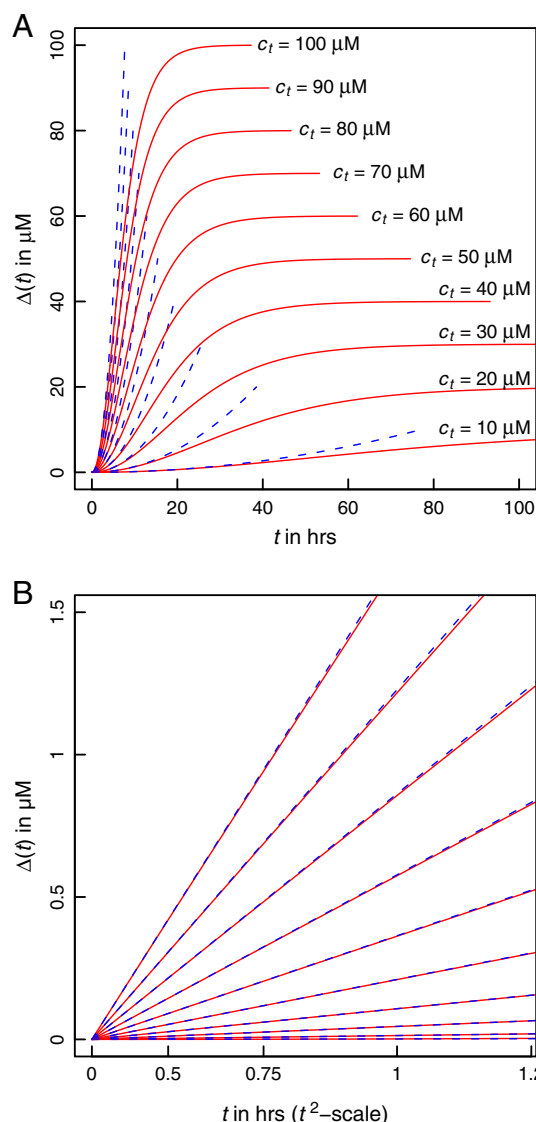 A
100
80
60
40
20
0
Δ(t) in μM
c_t = 100 μM
c_t = 90 μM
c_t = 80 μM
c_t = 70 μM
c_t = 60 μM
c_t = 50 μM
c_t = 40 μM
c_t = 30 μM
c_t = 20 μM
c_t = 10 μM
0 20 40 60 80 100
t in hrs
B
1.5
1
0.5
0
Δ(t) in μM
0 0.5 0.75 1 1.2
t in hrs (t²−scale)